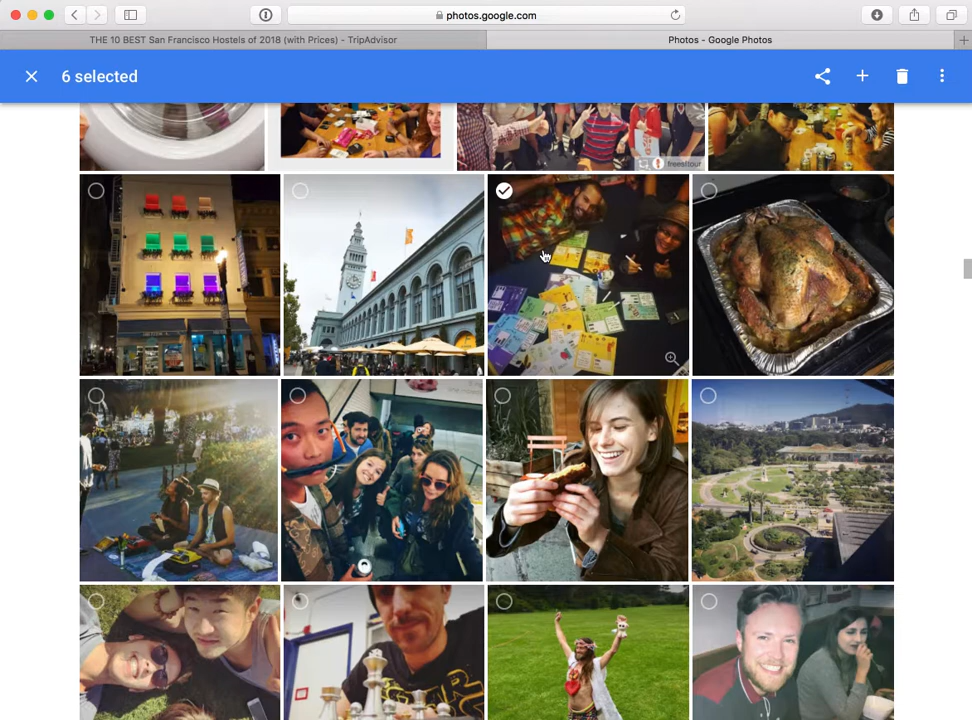 photos.google.com
THE 10 BEST San Francisco Hostels of 2018 (with Prices) - TripAdvisor
Photos - Google Photos
6 selected
freesttour